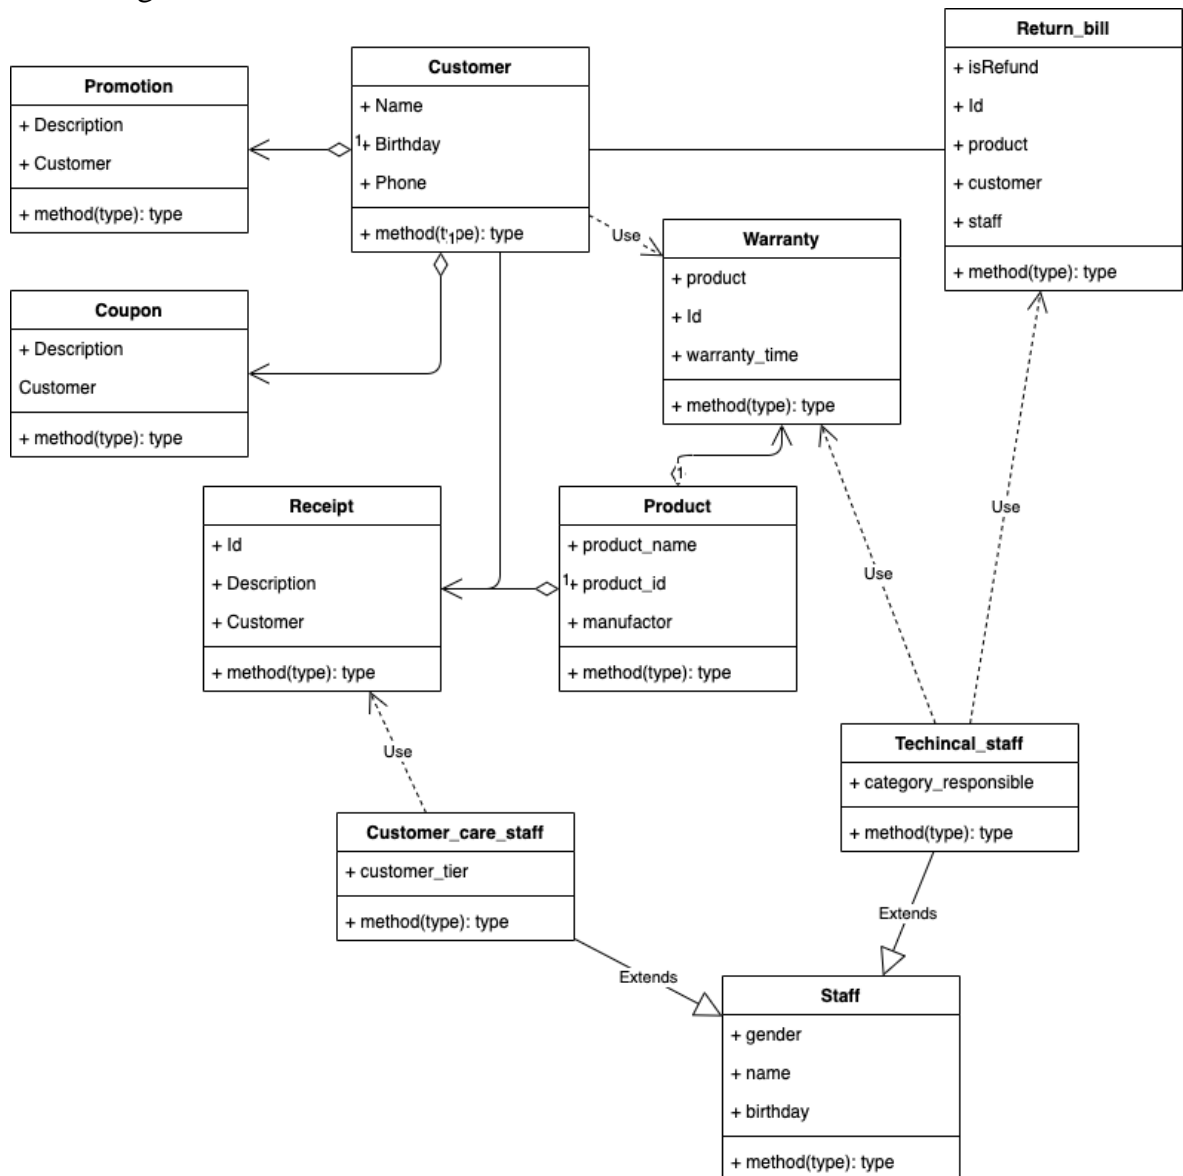 Promotion
+ Description
+ Customer
+ method(type): type
Customer
+ Name
1
+ Birthday
+ Phone
+ method(type): type
1
Return_bill
+ isRefund
+ Id
+ product
+ customer
+ staff
+ method(type): type
Use
Warranty
+ product
+ Id
+ warranty_time
+ method(type): type
Coupon
+ Description
Customer
+ method(type): type
Receipt
+ Id
+ Description
+ Customer
+ method(type): type
1
Product
+ product_name
1
+ product_id
+ manufactor
+ method(type): type
Use
Use
Use
Techincal_staff
+ category_responsible
+ method(type): type
Customer_care_staff
+ customer_tier
+ method(type): type
Extends
Extends
Staff
+ gender
+ name
+ birthday
+ method(type): type